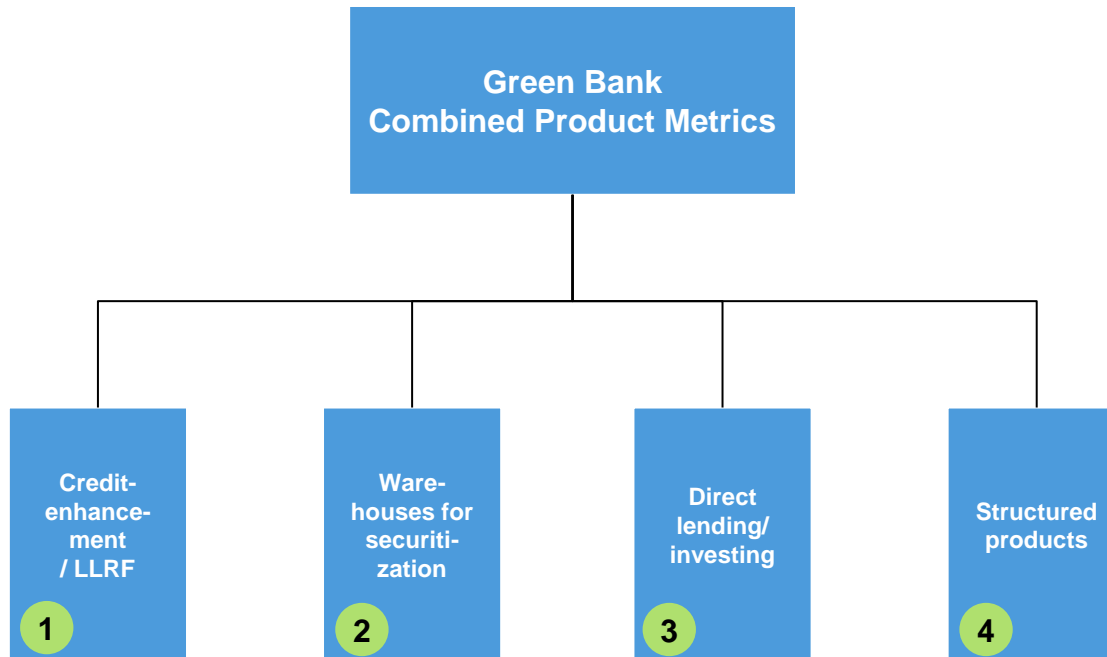 Green Bank
Combined Product Metrics
Credit-
enhance-
ment
/ LLRF
1
Ware-
houses for
securiti-
zation
2
Direct
lending/
investing
3
Structured
products
4